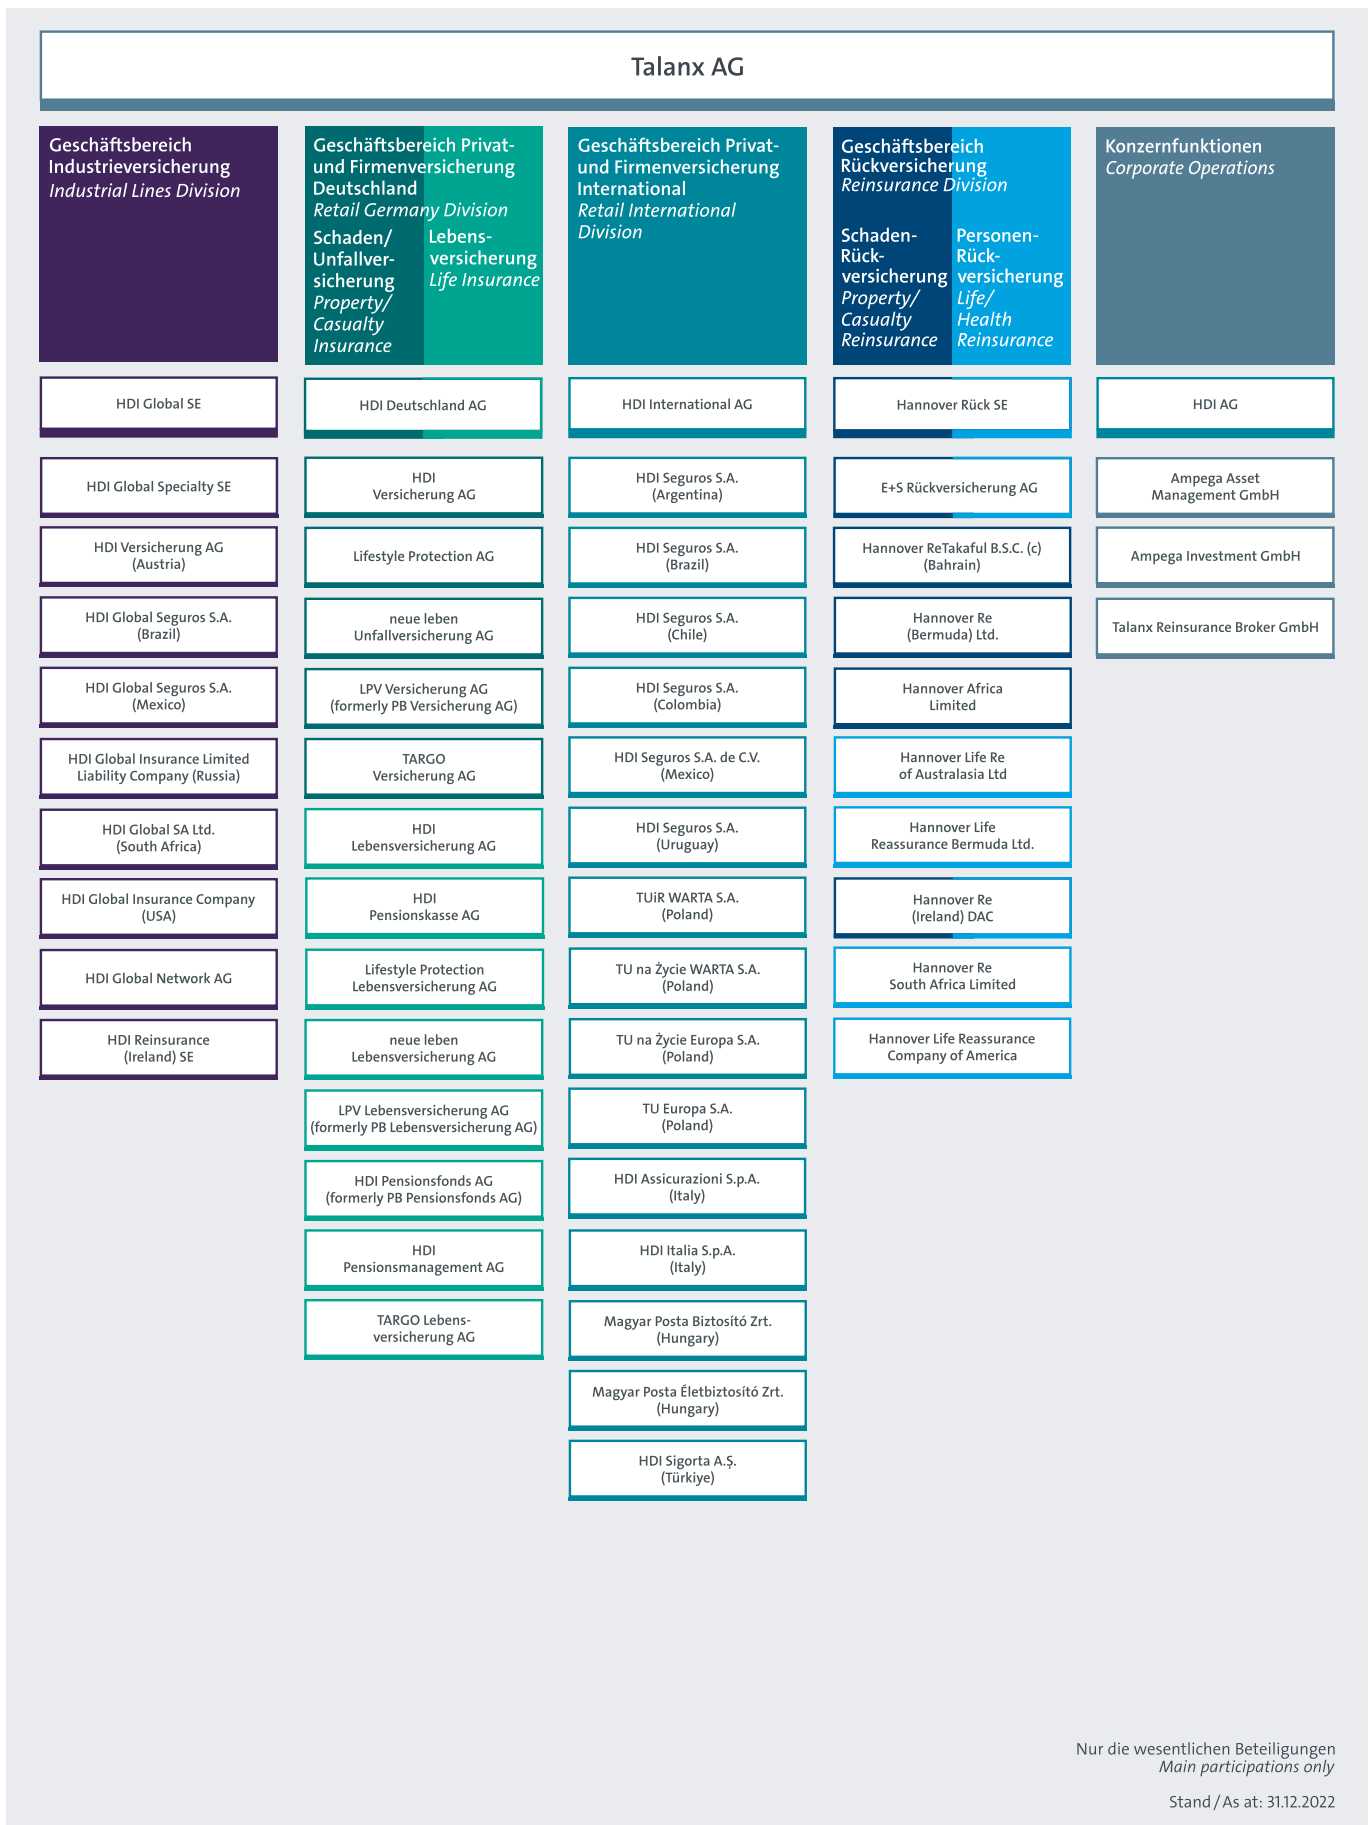 Talanx AG
Geschäftsbereich
Industrieversicherung
Industrial Lines Division
Geschäftsbereich Privat-
und Firmenversicherung
Deutschland
Retail Germany Division
Schaden/
Unfallver-
sicherung
Property/
Casualty
Insurance
Lebens-
versicherung
Life Insurance
Geschäftsbereich Privat-
und Firmenversicherung
International
Retail International
Division
Geschäftsbereich
Rückversicherung
Reinsurance Division
Schaden-
Rück-
versicherung
Property/
Casualty
Reinsurance
Personen-
Rück-
versicherung
Life/
Health
Reinsurance
Konzernfunktionen
Corporate Operations
HDI Global SE
HDI Global Specialty SE
HDI Versicherung AG
(Austria)
HDI Global Seguros S.A.
(Brazil)
HDI Global Seguros S.A.
(Mexico)
HDI Global Insurance Limited
Liability Company (Russia)
HDI Global SA Ltd.
(South Africa)
HDI Global Insurance Company
(USA)
HDI Global Network AG
HDI Reinsurance
(Ireland) SE
HDI Deutschland AG
HDI
Versicherung AG
Lifestyle Protection AG
neue leben
Unfallversicherung AG
LPV Versicherung AG
(formerly PB Versicherung AG)
TARGO
Versicherung AG
HDI
Lebensversicherung AG
HDI
Pensionskasse AG
Lifestyle Protection
Lebensversicherung AG
neue leben
Lebensversicherung AG
LPV Lebensversicherung AG
(formerly PB Lebensversicherung AG)
HDI Pensionsfonds AG
(formerly PB Pensionsfonds AG)
HDI
Pensionsmanagement AG
TARGO Lebens-
versicherung AG
HDI International AG
HDI Seguros S.A.
(Argentina)
HDI Seguros S.A.
(Brazil)
HDI Seguros S.A.
(Chile)
HDI Seguros S.A.
(Colombia)
HDI Seguros S.A. de C.V.
(Mexico)
HDI Seguros S.A.
(Uruguay)
TUiR WARTA S.A.
(Poland)
TU na Życie WARTA S.A.
(Poland)
TU na Życie Europa S.A.
(Poland)
TU Europa S.A.
(Poland)
HDI Assicurazioni S.p.A.
(Italy)
HDI Italia S.p.A.
(Italy)
Magyar Posta Biztosító Zrt.
(Hungary)
Magyar Posta Életbiztosító Zrt.
(Hungary)
HDI Sigorta A.Ş.
(Türkiye)
Hannover Rück SE
E+S Rückversicherung AG
Hannover ReTakaful B.S.C. (c)
(Bahrain)
Hannover Re
(Bermuda) Ltd.
Hannover Africa
Limited
Hannover Life Re
of Australasia Ltd
Hannover Life
Reassurance Bermuda Ltd.
Hannover Re
(Ireland) DAC
Hannover Re
South Africa Limited
Hannover Life Reassurance
Company of America
HDI AG
Ampega Asset
Management GmbH
Ampega Investment GmbH
Talanx Reinsurance Broker GmbH
Nur die wesentlichen Beteiligungen
Main participations only
Stand / As at: 31.12.2022